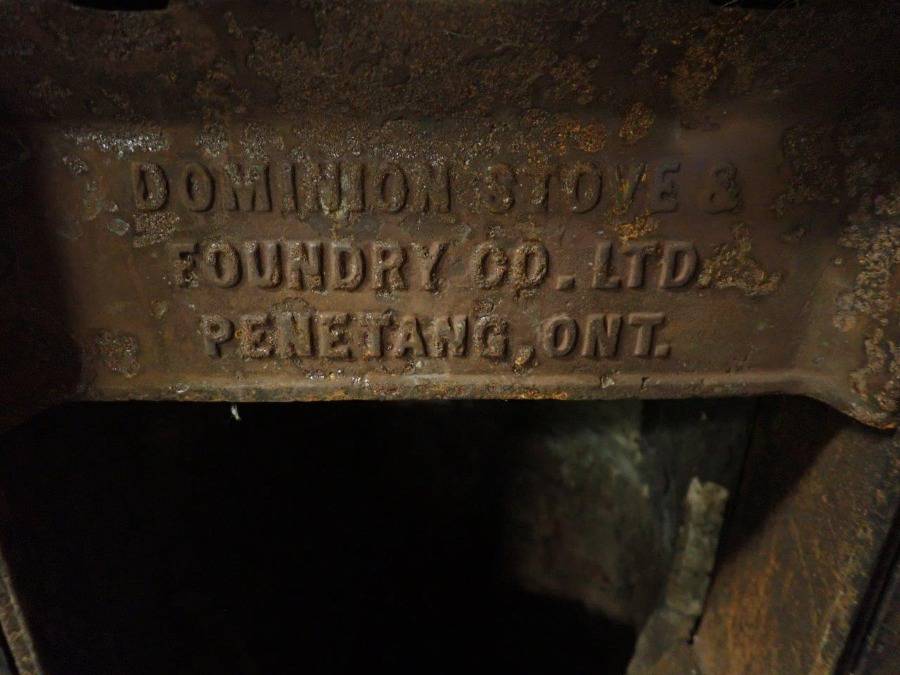 DOMINION STOVE &
FOUNDRY CO. LTD.
PENETANG, ONT.